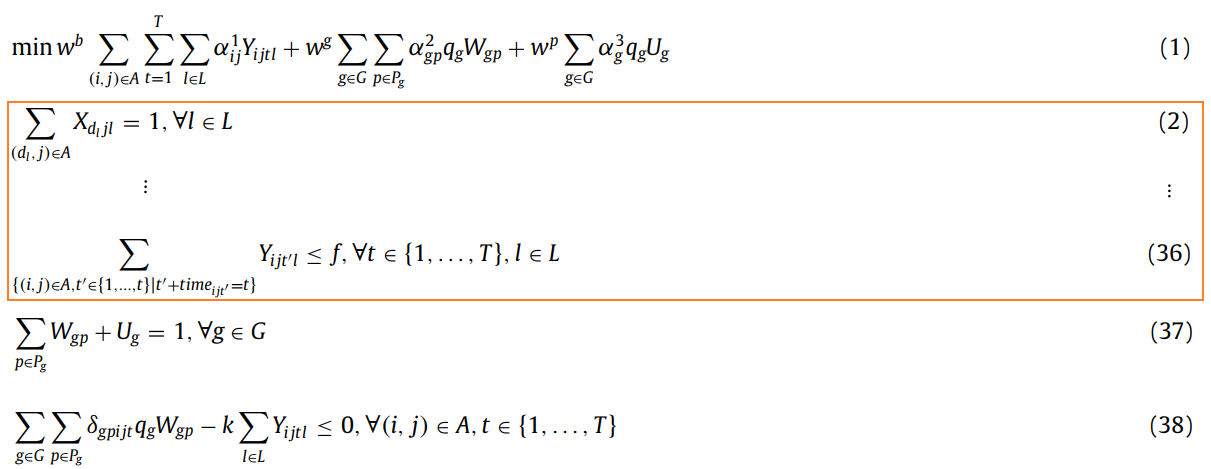 min w^b ∑_{(i,j)∈A} ∑_{t=1}^{T} ∑_{l∈L} α^1_{ij} Y_{ijtl} + w^g ∑_{g∈G} ∑_{p∈P_g} α^2_{gp} q_g W_{gp} + w^p ∑_{g∈G} α^3_g q_g U_g (1)
∑_{(d_l,j)∈A} X_{d_l jl} = 1, ∀l ∈ L (2)
⋮ ⋮
∑_{{(i,j)∈A,t′∈{1,...,t}|t′+time_{ijt′}=t}} Y_{ijt′l} ≤ f, ∀t ∈ {1, . . . , T}, l ∈ L (36)
∑_{p∈P_g} W_{gp} + U_g = 1, ∀g ∈ G (37)
∑_{g∈G} ∑_{p∈P_g} δ_{gpijt} q_g W_{gp} − k ∑_{l∈L} Y_{ijtl} ≤ 0, ∀(i, j) ∈ A, t ∈ {1, . . . , T} (38)